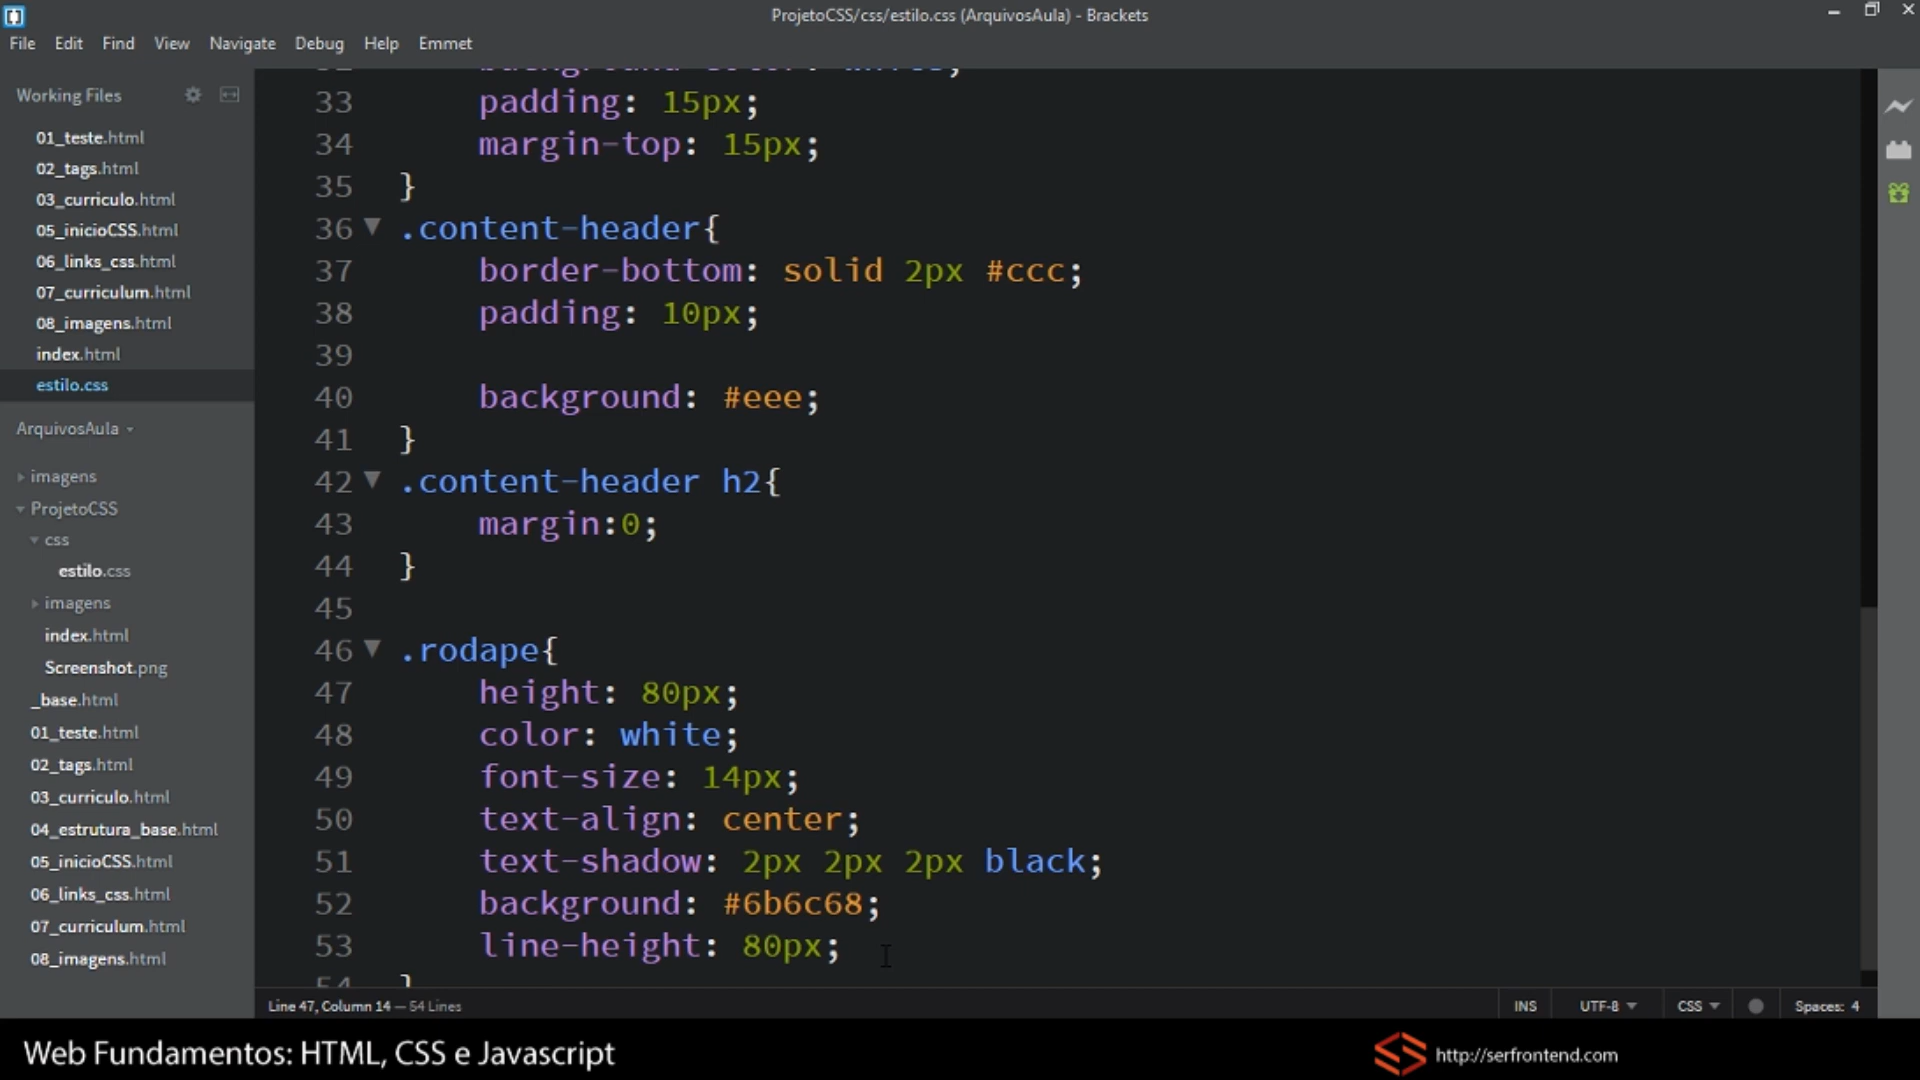 ProjetoCSS/css/estilo.css (ArquivosAula) - Brackets
File Edit Find View Navigate Debug Help Emmet
Working Files
01_teste.html
02_tags.html
03_curriculo.html
05_inicioCSS.html
06_links_css.html
07_curriculum.html
08_imagens.html
index.html
estilo.css
ArquivosAula
imagens
ProjetoCSS
css
estilo.css
imagens
index.html
Screenshot.png
_base.html
01_teste.html
02_tags.html
03_curriculo.html
04_estrutura_base.html
05_inicioCSS.html
06_links_css.html
07_curriculum.html
08_imagens.html
33 padding: 15px;
34 margin-top: 15px;
35 }
36 .content-header{
37 border-bottom: solid 2px #ccc;
38 padding: 10px;
39
40 background: #eee;
41 }
42 .content-header h2{
43 margin:0;
44 }
45
46 .rodape{
47 height: 80px;
48 color: white;
49 font-size: 14px;
50 text-align: center;
51 text-shadow: 2px 2px 2px black;
52 background: #6b6c68;
53 line-height: 80px;
54 }
Line 47, Column 14 — 54 Lines
INS UTF-8 CSS Spaces: 4
Web Fundamentos: HTML, CSS e Javascript
http://serfrontend.com